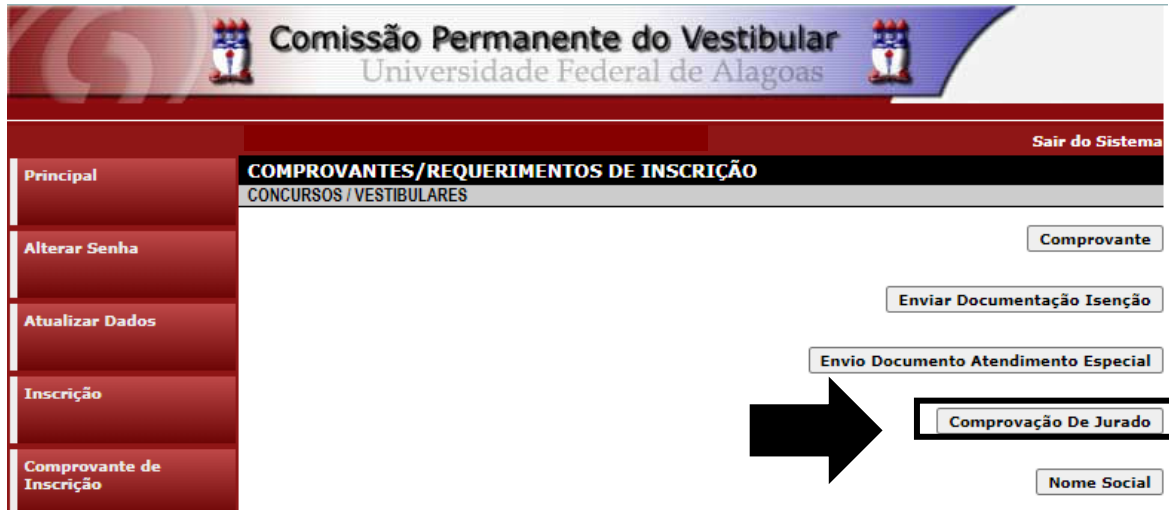 Comissão Permanente do Vestibular
Universidade Federal de Alagoas
Sair do Sistema
Principal
Alterar Senha
Atualizar Dados
Inscrição
Comprovante de
Inscrição
COMPROVANTES/REQUERIMENTOS DE INSCRIÇÃO
CONCURSOS / VESTIBULARES
Comprovante
Enviar Documentação Isenção
Envio Documento Atendimento Especial
Comprovação De Jurado
Nome Social